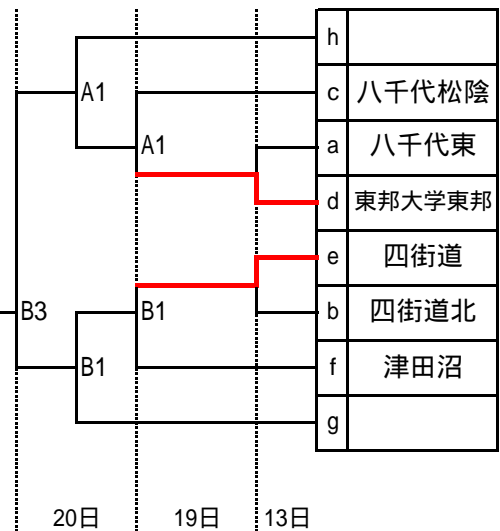 h
A1
c 八千代松陰
A1
a 八千代東
d 東邦大学東邦
e 四街道
B3
B1
b 四街道北
B1
f 津田沼
g
20日 19日 13日